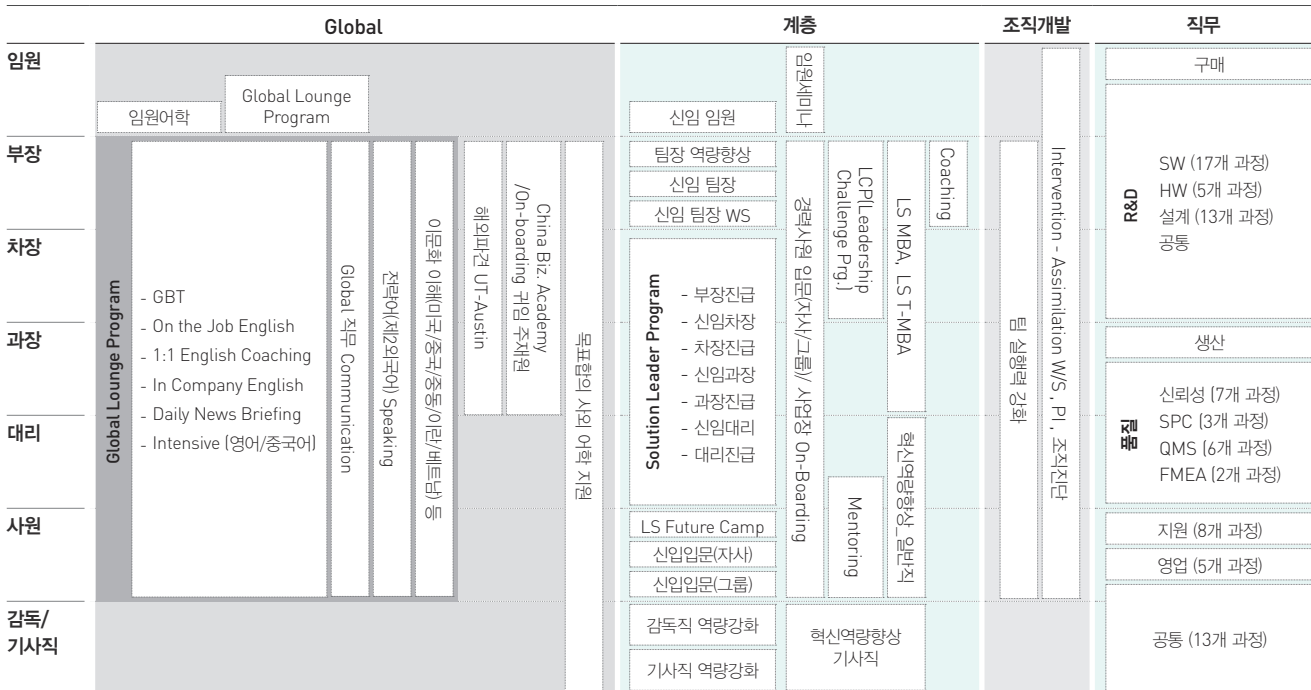 Global
계층
조직개발
직무
임원
부장
차장
과장
대리
사원
감독/
기사직
임원어학
Global Lounge
Program
Global Lounge Program
- GBT
- On the Job English
- 1:1 English Coaching
- In Company English
- Daily News Briefing
- Intensive (영어/중국어)
Global 직무 Communication
전략어(제2외국어) Speaking
이문화 이해(미국/중국/중동/이란/베트남) 등
해외파견 UT-Austin
China Biz. Academy
/On-boarding 귀임 주재원
목표합의 사외 어학 지원
신임 임원
임원세미나
팀장 역량향상
신임 팀장
신임 팀장 WS
Solution Leader Program
- 부장진급
- 신임차장
- 차장진급
- 신임과장
- 과장진급
- 신임대리
- 대리진급
LS Future Camp
신입입문(자사)
신입입문(그룹)
감독직 역량강화
기사직 역량강화
경력사원 입문(자사/그룹)/ 사업장 On-Boarding
LCP(Leadership
Challenge Prg.)
Mentoring
LS MBA, LS T-MBA
혁신역량향상_일반직
Coaching
혁신역량향상
기사직
팀 실행력 강화
Intervention - Assimilation W/S , PI , 조직진단
구매
R&D
SW (17개 과정)
HW (5개 과정)
설계 (13개 과정)
공통
생산
품질
신뢰성 (7개 과정)
SPC (3개 과정)
QMS (6개 과정)
FMEA (2개 과정)
지원 (8개 과정)
영업 (5개 과정)
공통 (13개 과정)